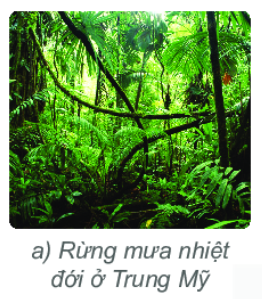 a) Rừng mưa nhiệt
đới ở Trung Mỹ